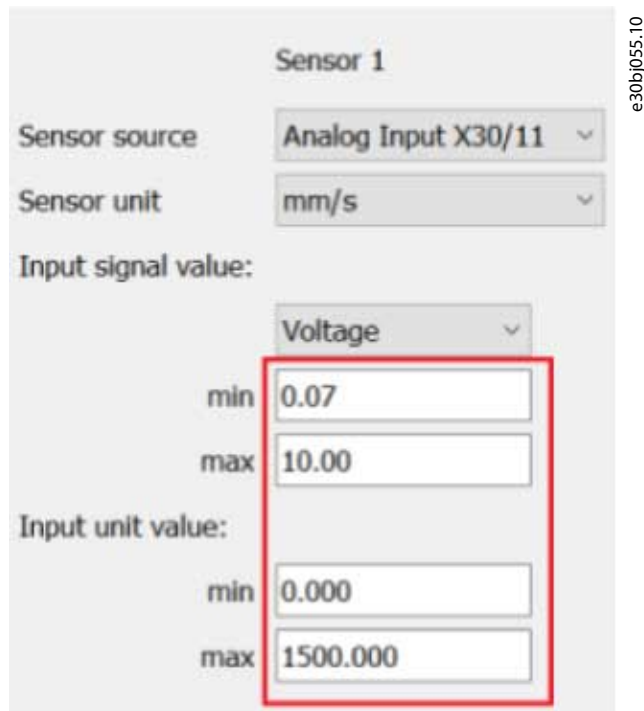 Sensor 1
Sensor source Analog Input X30/11
Sensor unit mm/s
Input signal value:
Voltage
min 0.07
max 10.00
Input unit value:
min 0.000
max 1500.000
e30bj055.10